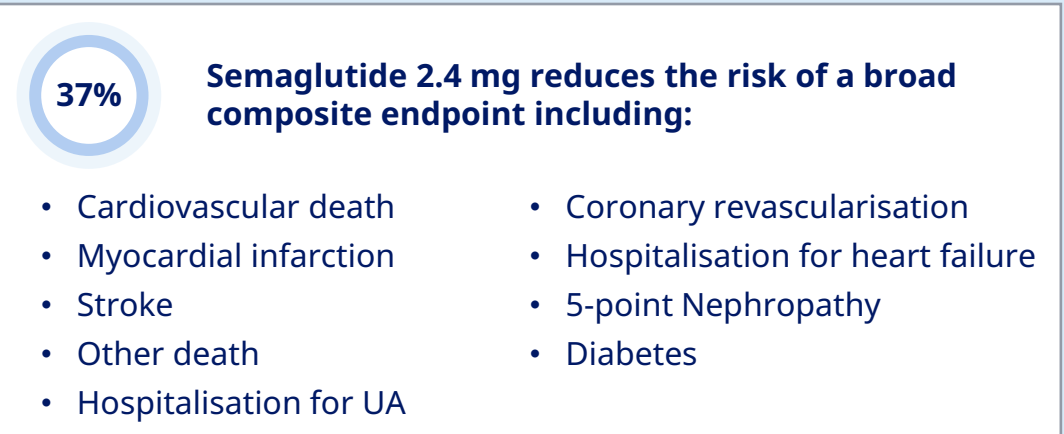 37%
Semaglutide 2.4 mg reduces the risk of a broad
composite endpoint including:
• Cardiovascular death
• Myocardial infarction
• Stroke
• Other death
• Hospitalisation for UA
• Coronary revascularisation
• Hospitalisation for heart failure
• 5-point Nephropathy
• Diabetes